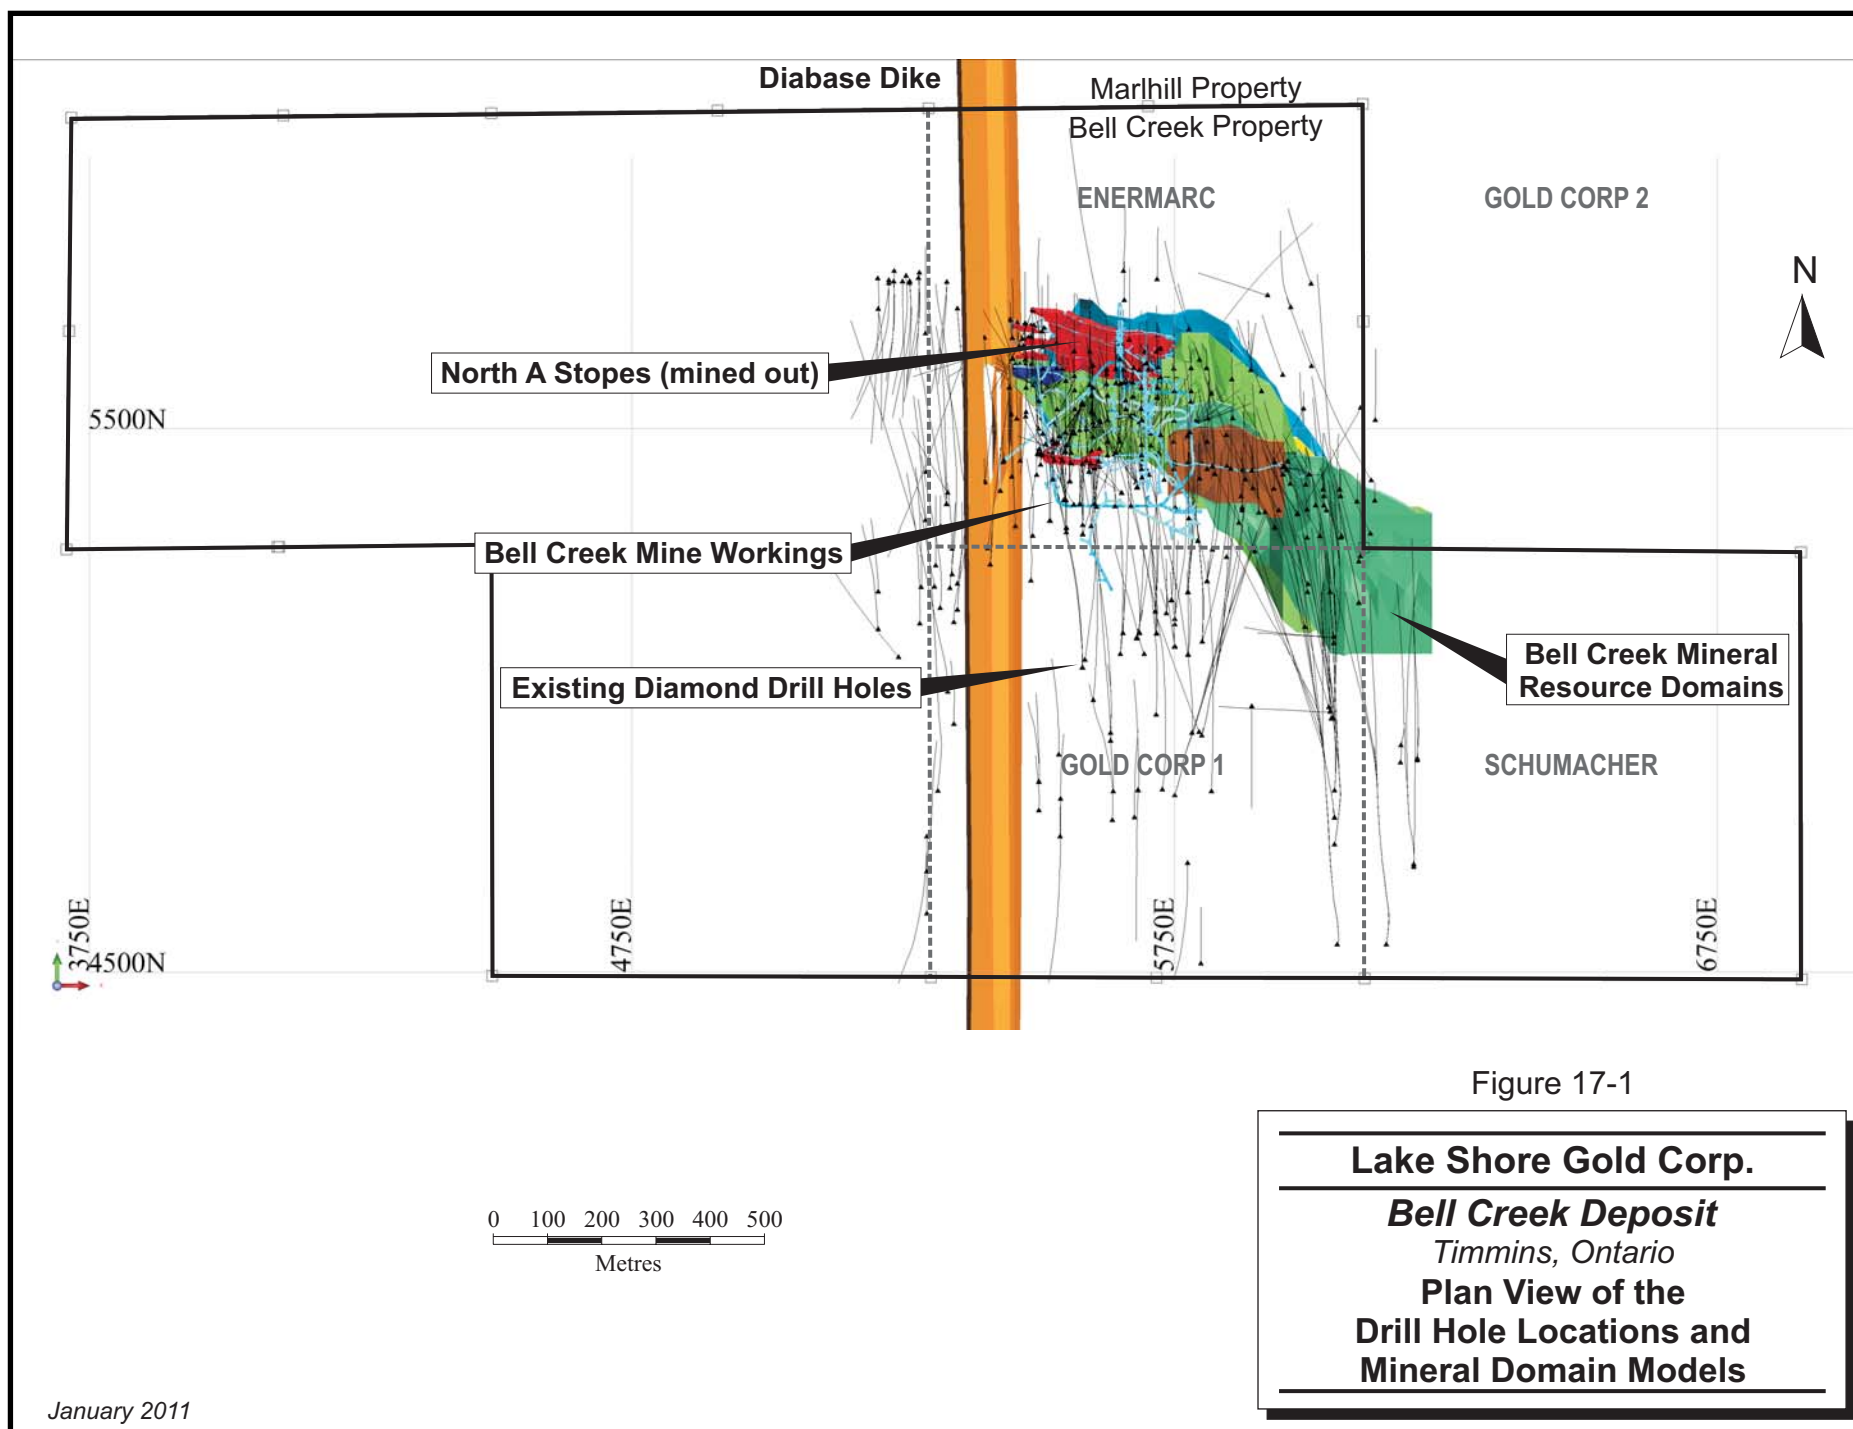 Diabase Dike
Marlhill Property
Bell Creek Property
ENERMARC
GOLD CORP 2
N
North A Stopes (mined out)
5500N
Bell Creek Mine Workings
Existing Diamond Drill Holes
Bell Creek Mineral
Resource Domains
GOLD CORP 1
SCHUMACHER
3750E
4750E
5750E
6750E
4500N
Figure 17-1
Lake Shore Gold Corp.
Bell Creek Deposit
Timmins, Ontario
Plan View of the
Drill Hole Locations and
Mineral Domain Models
0 100 200 300 400 500
Metres
January 2011